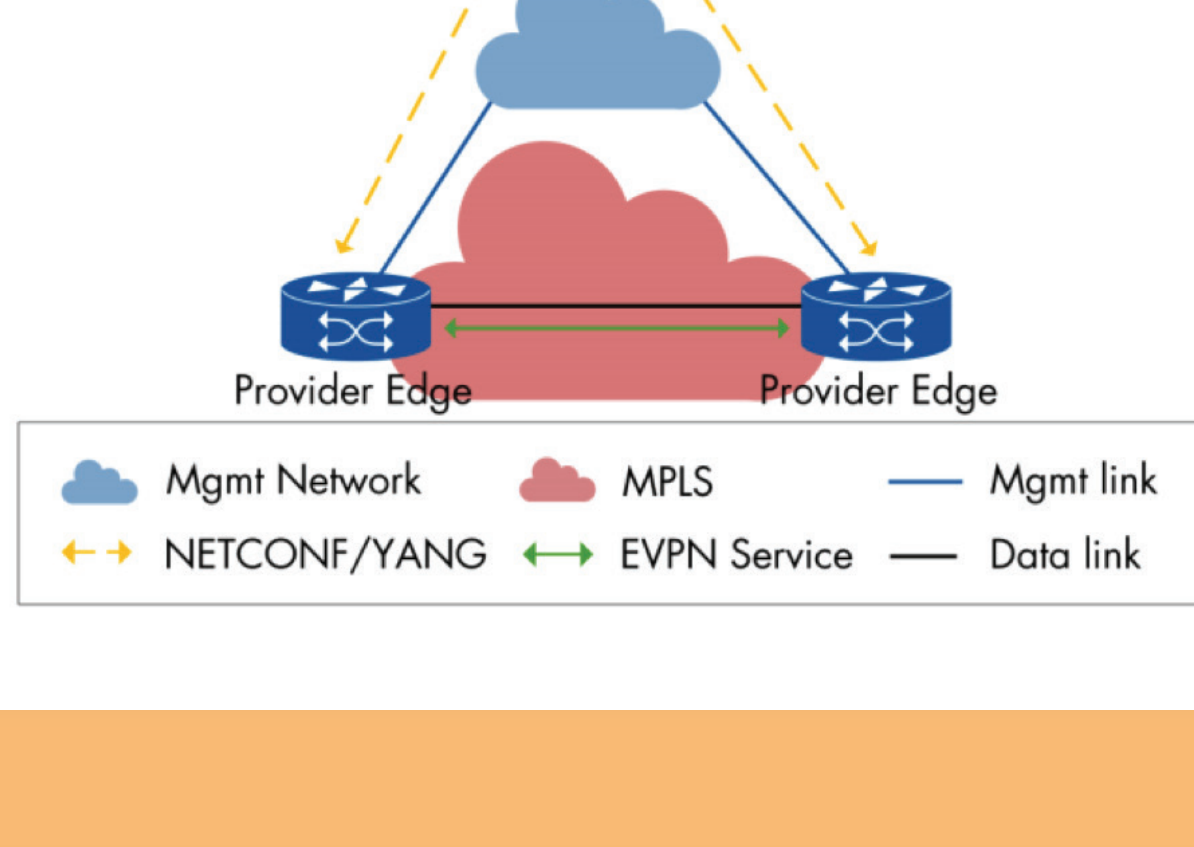 Provider Edge Provider Edge
Mgmt Network MPLS Mgmt link
NETCONF/YANG EVPN Service Data link